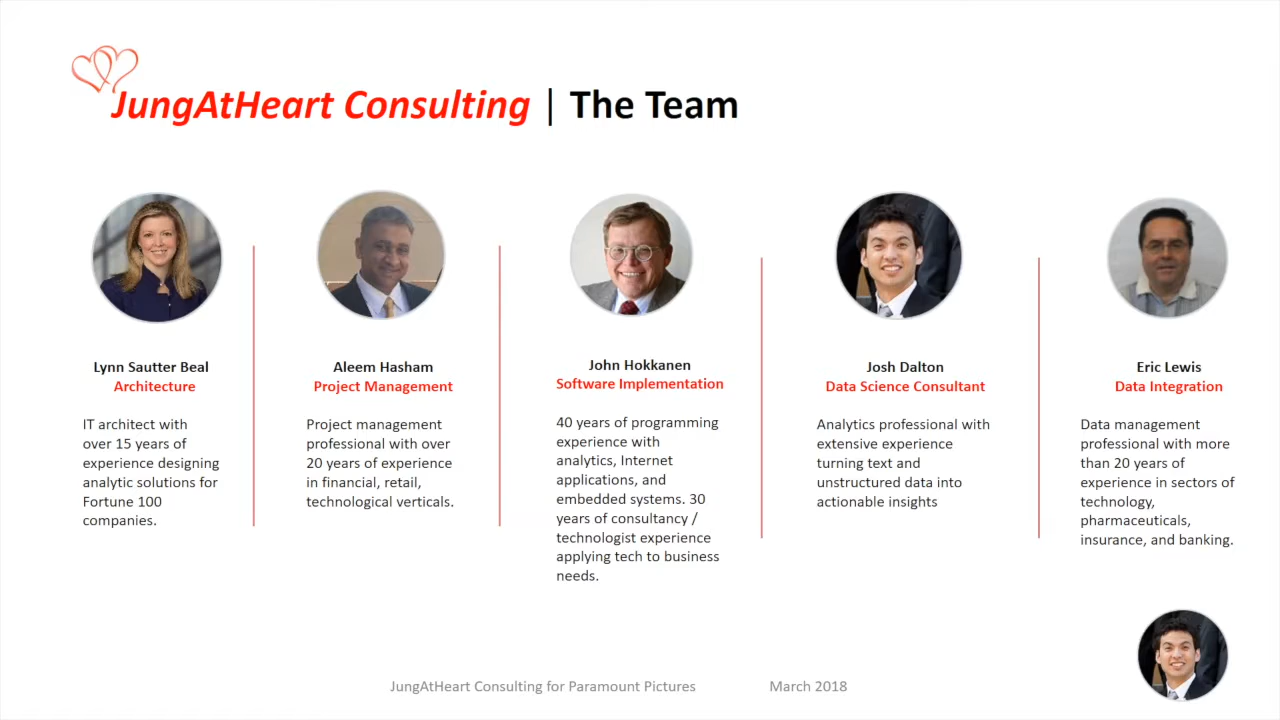 JungAtHeart Consulting | The Team
Lynn Sautter Beal
Architecture
IT architect with
over 15 years of
experience designing
analytic solutions for
Fortune 100
companies.
Aleem Hasham
Project Management
Project management
professional with over
20 years of experience
in financial, retail,
technological verticals.
John Hokkanen
Software Implementation
40 years of programming
experience with
analytics, Internet
applications, and
embedded systems. 30
years of consultancy /
technologist experience
applying tech to business
needs.
Josh Dalton
Data Science Consultant
Analytics professional with
extensive experience
turning text and
unstructured data into
actionable insights
Eric Lewis
Data Integration
Data management
professional with more
than 20 years of
experience in sectors of
technology,
pharmaceuticals,
insurance, and banking.
JungAtHeart Consulting for Paramount Pictures March 2018